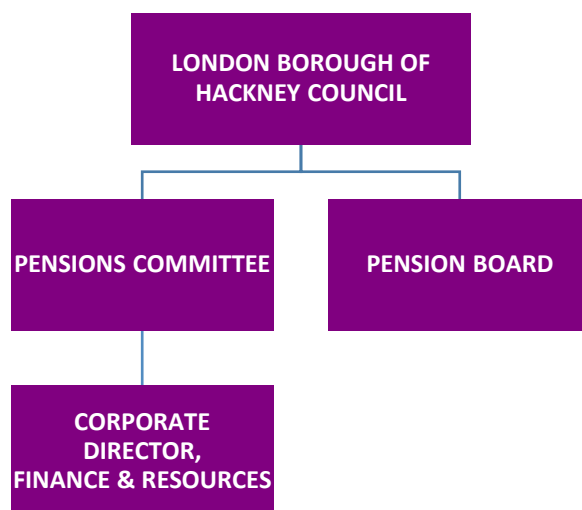 LONDON BOROUGH OF
HACKNEY COUNCIL
PENSIONS COMMITTEE
PENSION BOARD
CORPORATE
DIRECTOR,
FINANCE & RESOURCES